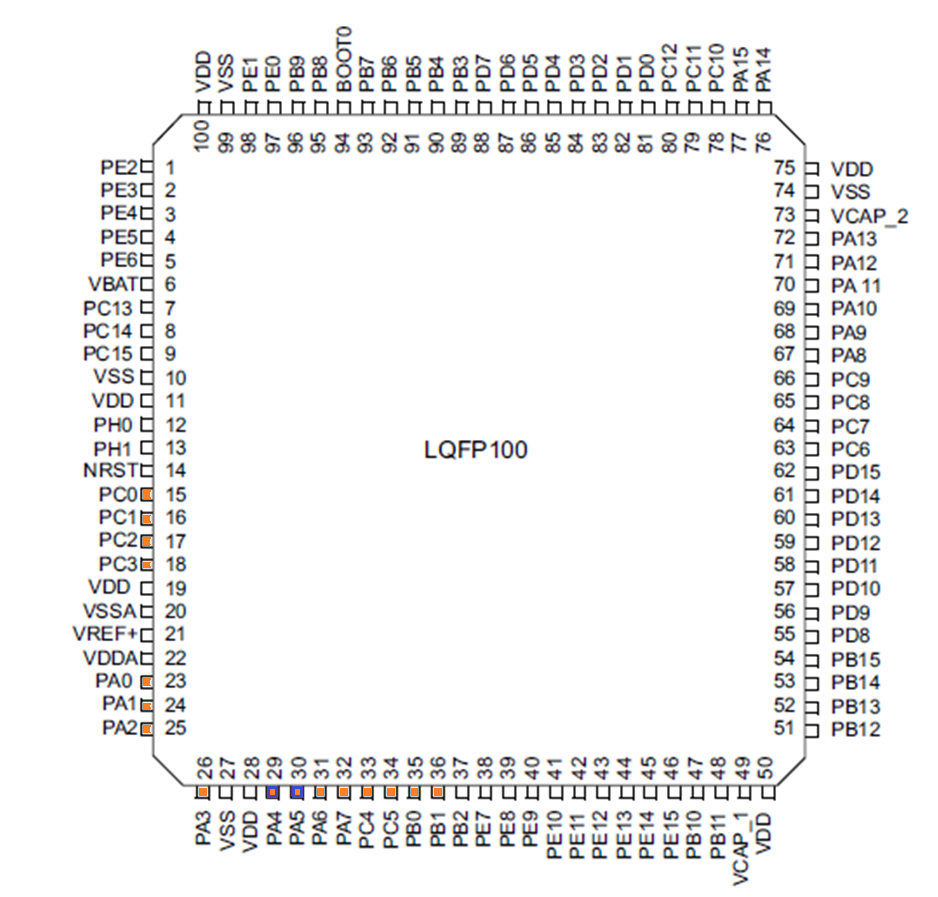 VDD VSS PE1 PE0 PB9 PB8 BOOT0 PB7 PB6 PB5 PB4 PB3 PD7 PD6 PD5 PD4 PD3 PD2 PD1 PD0 PC12 PC11 PC10 PA15 PA14
100 99 98 97 96 95 94 93 92 91 90 89 88 87 86 85 84 83 82 81 80 79 78 77 76
PE2 1 75 VDD
PE3 2 74 VSS
PE4 3 73 VCAP_2
PE5 4 72 PA13
PE6 5 71 PA12
VBAT 6 70 PA 11
PC13 7 69 PA10
PC14 8 68 PA9
PC15 9 67 PA8
VSS 10 66 PC9
VDD 11 65 PC8
PH0 12 64 PC7
PH1 13 63 PC6
NRST 14 62 PD15
PC0 15 61 PD14
PC1 16 60 PD13
PC2 17 59 PD12
PC3 18 58 PD11
VDD 19 57 PD10
VSSA 20 56 PD9
VREF+ 21 55 PD8
VDDA 22 54 PB15
PA0 23 53 PB14
PA1 24 52 PB13
PA2 25 51 PB12
LQFP100
26 27 28 29 30 31 32 33 34 35 36 37 38 39 40 41 42 43 44 45 46 47 48 49 50
PA3 VSS VDD PA4 PA5 PA6 PA7 PC4 PC5 PB0 PB1 PB2 PE7 PE8 PE9 PE10 PE11 PE12 PE13 PE14 PE15 PB10 PB11 VCAP_1 VDD